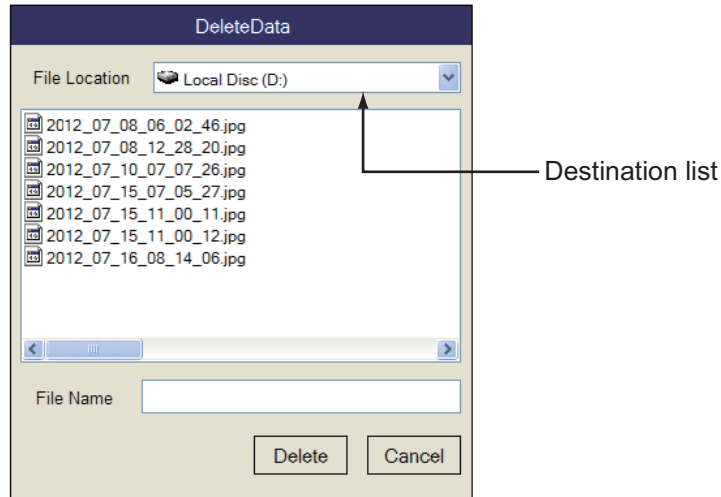 DeleteData
File Location
Local Disc (D:)
2012_07_08_06_02_46.jpg
2012_07_08_12_28_20.jpg
2012_07_10_07_07_26.jpg
2012_07_15_07_05_27.jpg
2012_07_15_11_00_11.jpg
2012_07_15_11_00_12.jpg
2012_07_16_08_14_06.jpg
Destination list
File Name
Delete Cancel